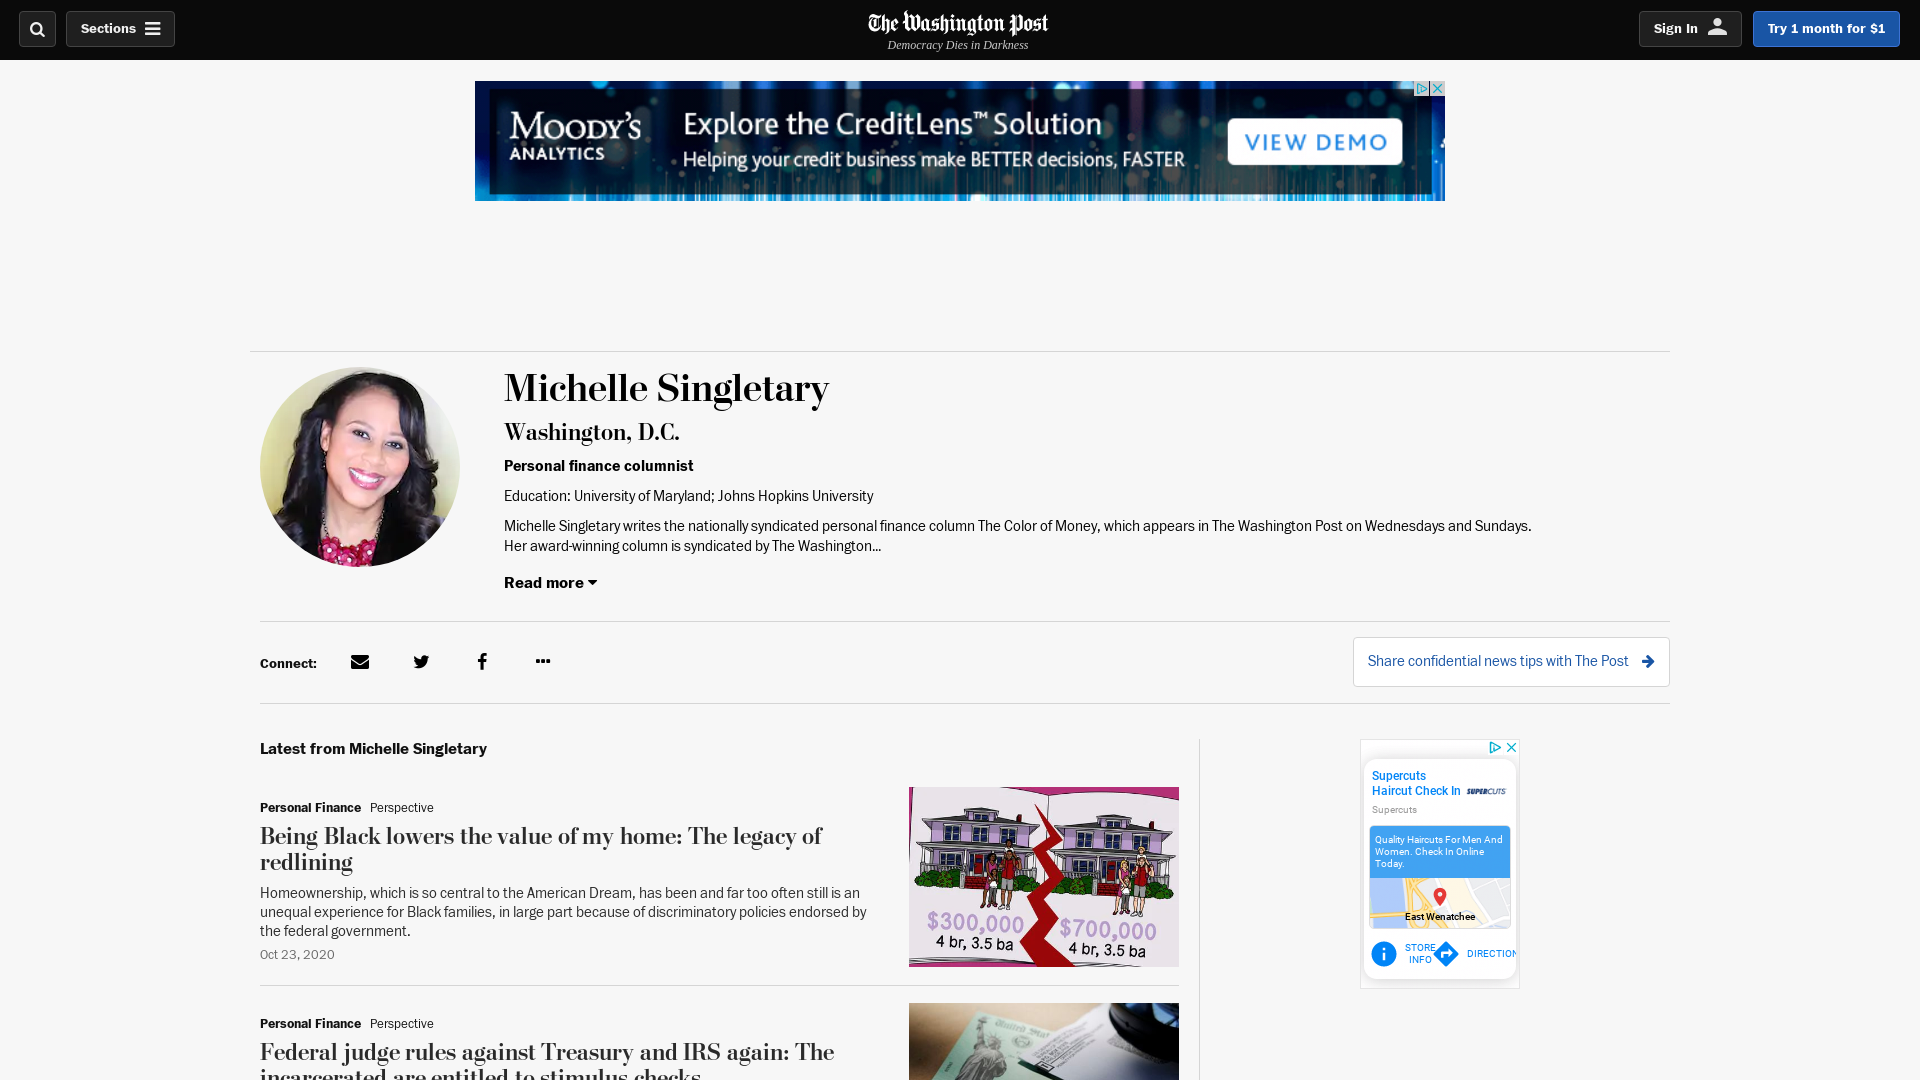 Sections
The Washington Post
Democracy Dies in Darkness
Sign In
Try 1 month for $1
MOODY'S
ANALYTICS
Explore the CreditLens™ Solution
Helping your credit business make BETTER decisions, FASTER
VIEW DEMO
Michelle Singletary
Washington, D.C.
Personal finance columnist
Education: University of Maryland; Johns Hopkins University
Michelle Singletary writes the nationally syndicated personal finance column The Color of Money, which appears in The Washington Post on Wednesdays and Sundays.
Her award-winning column is syndicated by The Washington...
Read more
Connect:
Share confidential news tips with The Post
Latest from Michelle Singletary
Personal Finance Perspective
Being Black lowers the value of my home: The legacy of
redlining
Homeownership, which is so central to the American Dream, has been and far too often still is an
unequal experience for Black families, in large part because of discriminatory policies endorsed by
the federal government.
Oct 23, 2020
$300,000
4 br, 3.5 ba
$700,000
4 br, 3.5 ba
Supercuts
Haircut Check In
SUPERCUTS
Supercuts
Quality Haircuts For Men And
Women. Check In Online
Today.
East Wenatchee
STORE
INFO
DIRECTION
Personal Finance Perspective
Federal judge rules against Treasury and IRS again: The
incarcerated are entitled to stimulus checks